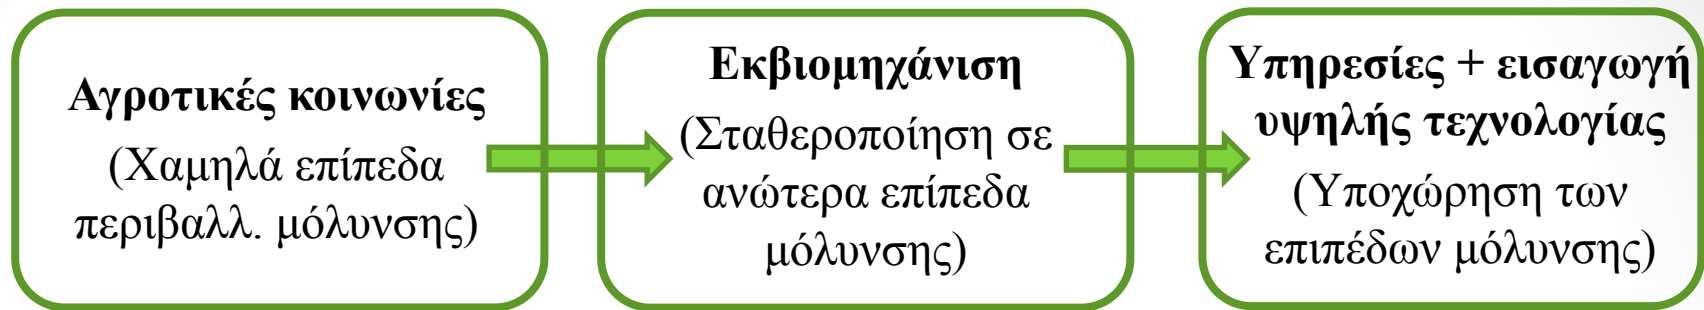 Αγροτικές κοινωνίες
(Χαμηλά επίπεδα
περιβαλλ. μόλυνσης)
Εκβιομηχάνιση
(Σταθεροποίηση σε
ανώτερα επίπεδα
μόλυνσης)
Υπηρεσίες + εισαγωγή
υψηλής τεχνολογίας
(Υποχώρηση των
επιπέδων μόλυνσης)